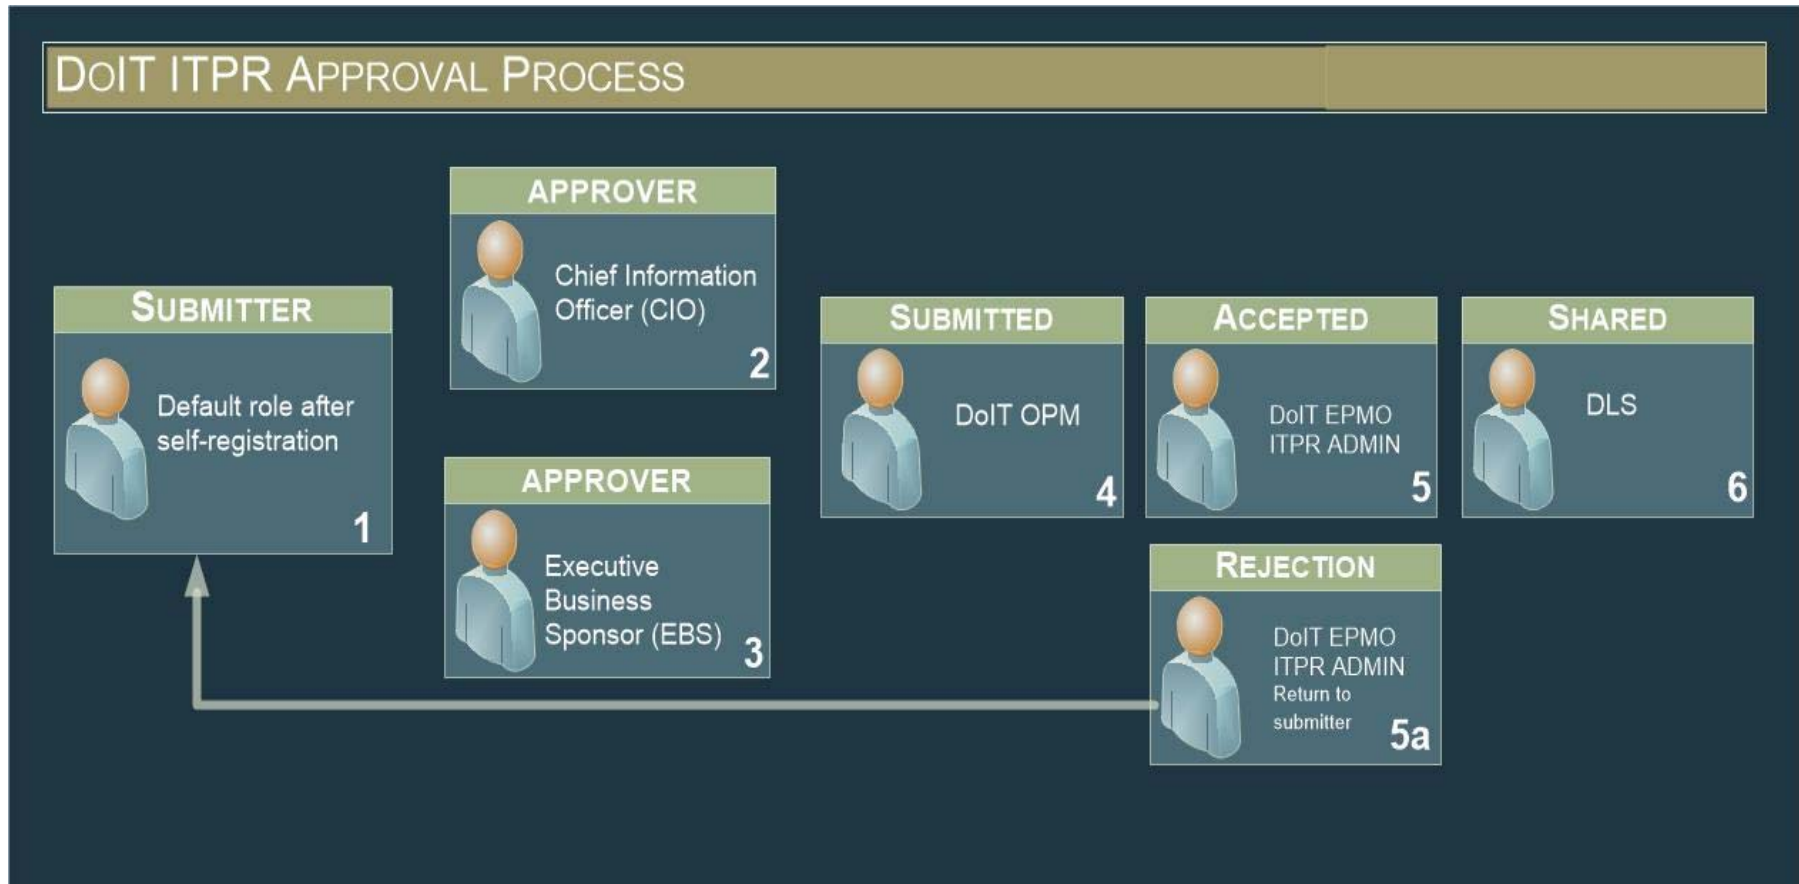 DOIT ITPR APPROVAL PROCESS
SUBMITTER
Default role after
self-registration
1
APPROVER
Chief Information
Officer (CIO)
2
APPROVER
Executive
Business
Sponsor (EBS)
3
SUBMITTED
DoIT OPM
4
ACCEPTED
DoIT EPMO
ITPR ADMIN
5
REJECTION
DoIT EPMO
ITPR ADMIN
Return to
submitter
5a
SHARED
DLS
6